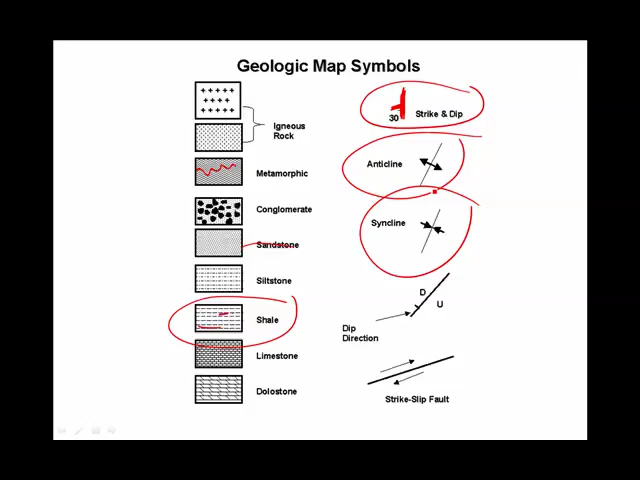 Geologic Map Symbols
Igneous
Rock
Metamorphic
Conglomerate
Sandstone
Siltstone
Shale
Limestone
Dolostone
30
Strike & Dip
Anticline
Syncline
D
U
Dip
Direction
Strike-Slip Fault